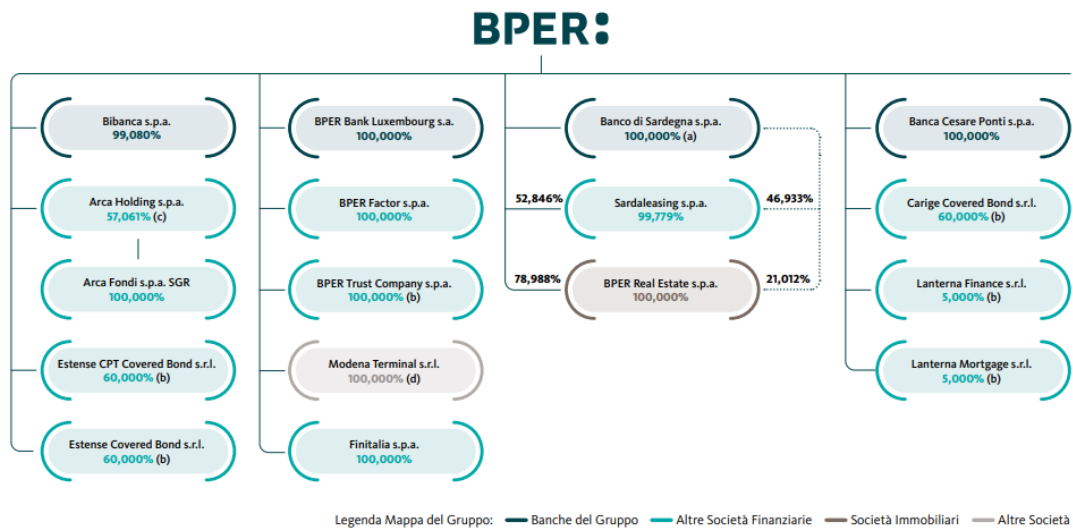 BPER:
Bibanca s.p.a.
99,080%
Arca Holding s.p.a.
57,061% (c)
Arca Fondi s.p.a. SGR
100,000%
Estense CPT Covered Bond s.r.l.
60,000% (b)
Estense Covered Bond s.r.l.
60,000% (b)
BPER Bank Luxembourg s.a.
100,000%
BPER Factor s.p.a.
100,000%
BPER Trust Company s.p.a.
100,000% (b)
Modena Terminal s.r.l.
100,000% (d)
Finitalia s.p.a.
100,000%
Banco di Sardegna s.p.a.
100,000% (a)
52,846%
Sardaleasing s.p.a.
99,779%
46,933%
78,988%
BPER Real Estate s.p.a.
100,000%
21,012%
Banca Cesare Ponti s.p.a.
100,000%
Carige Covered Bond s.r.l.
60,000% (b)
Lanterna Finance s.r.l.
5,000% (b)
Lanterna Mortgage s.r.l.
5,000% (b)
Legenda Mappa del Gruppo: Banche del Gruppo Altre Società Finanziarie Società Immobiliari Altre Società